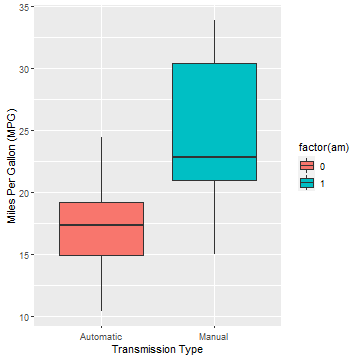 35
30
25
20
15
10
Miles Per Gallon (MPG)
Automatic
Manual
Transmission Type
factor(am)
0
1